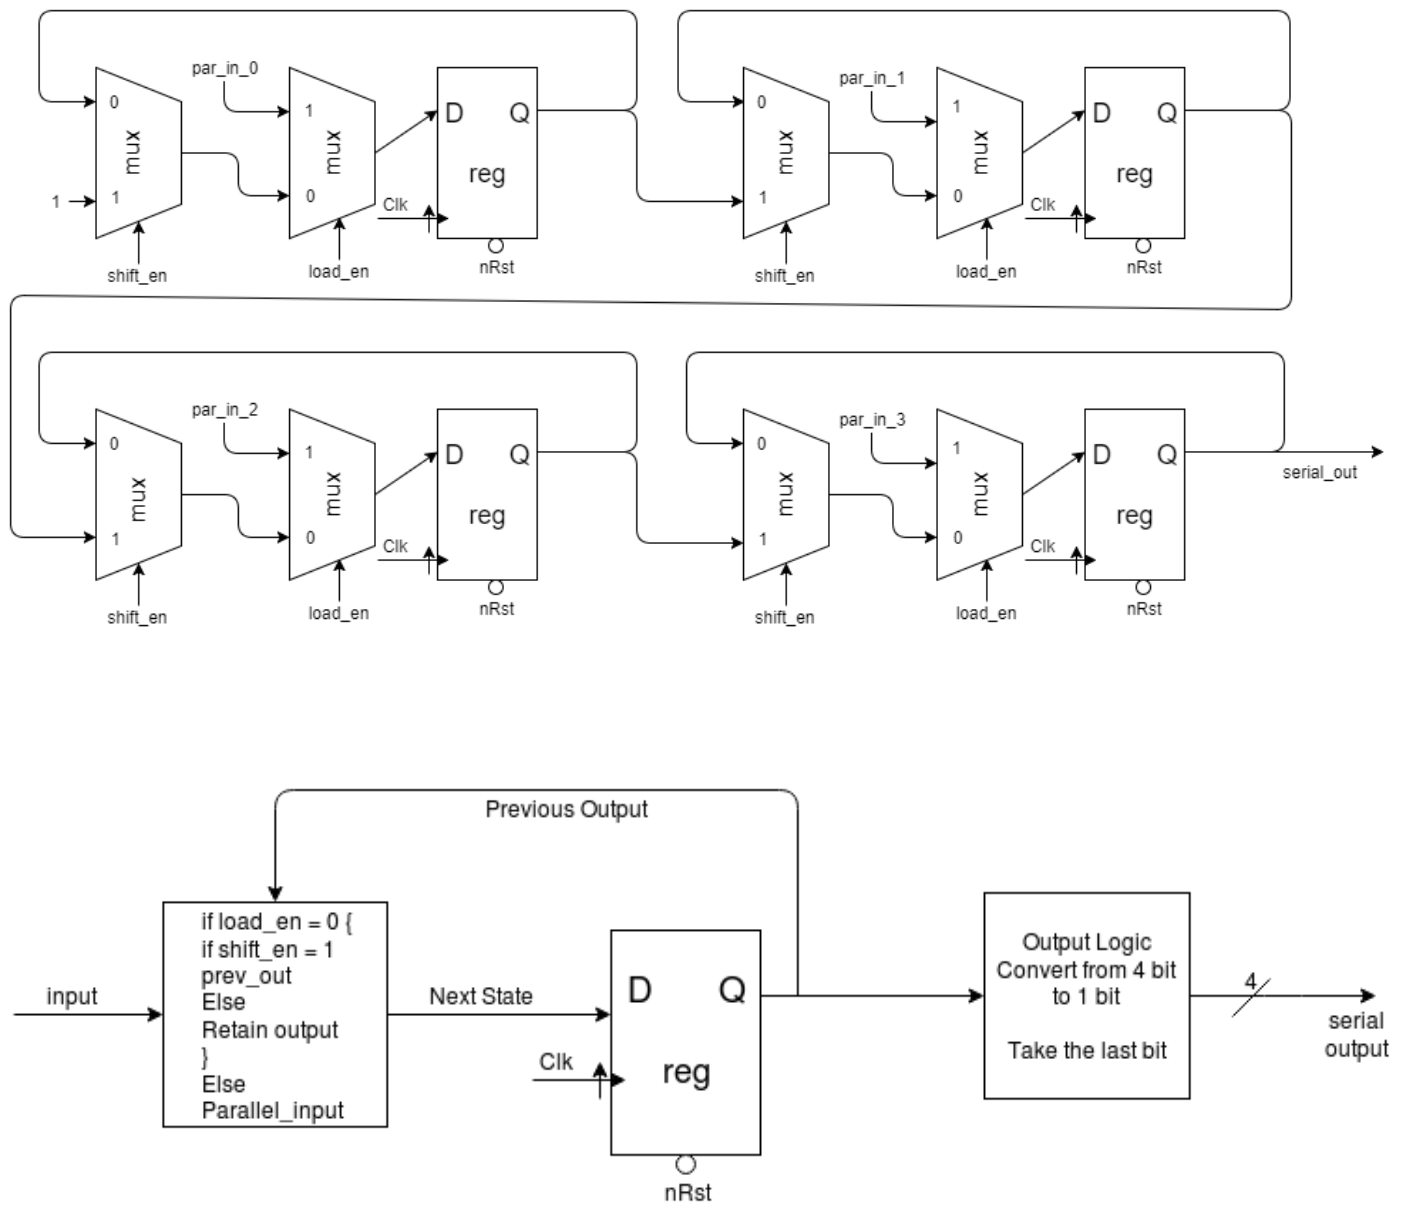 par_in_0
par_in_1
0
1
D
Q
0
1
D
Q
mux
mux
reg
mux
mux
reg
1
1
0
Clk
1
0
Clk
shift_en
load_en
nRst
shift_en
load_en
nRst
par_in_2
par_in_3
0
1
D
Q
0
1
D
Q
mux
mux
reg
mux
mux
reg
1
0
Clk
1
0
Clk
serial_out
shift_en
load_en
nRst
shift_en
load_en
nRst
Previous Output
input
if load_en = 0 {
if shift_en = 1
prev_out
Else
Retain output
}
Else
Parallel_input
Next State
D
Q
Clk
reg
nRst
Output Logic
Convert from 4 bit
to 1 bit
Take the last bit
4
serial
output